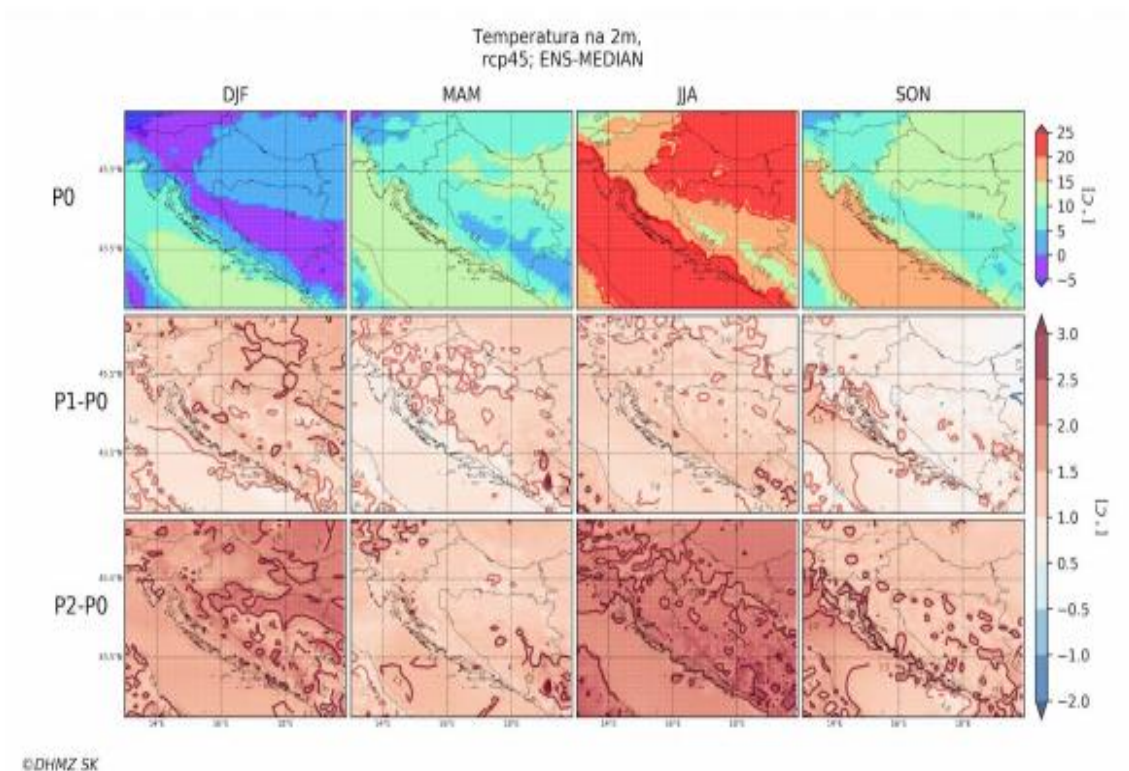 Temperatura na 2m,
rcp45; ENS-MEDIAN
DJF MAM JJA SON
P0
25
20
15
10
5
0
−5
[°C]
P1-P0
P2-P0
3.0
2.5
2.0
1.5
1.0
0.5
−0.5
−1.0
−2.0
[°C]
©DHMZ SK